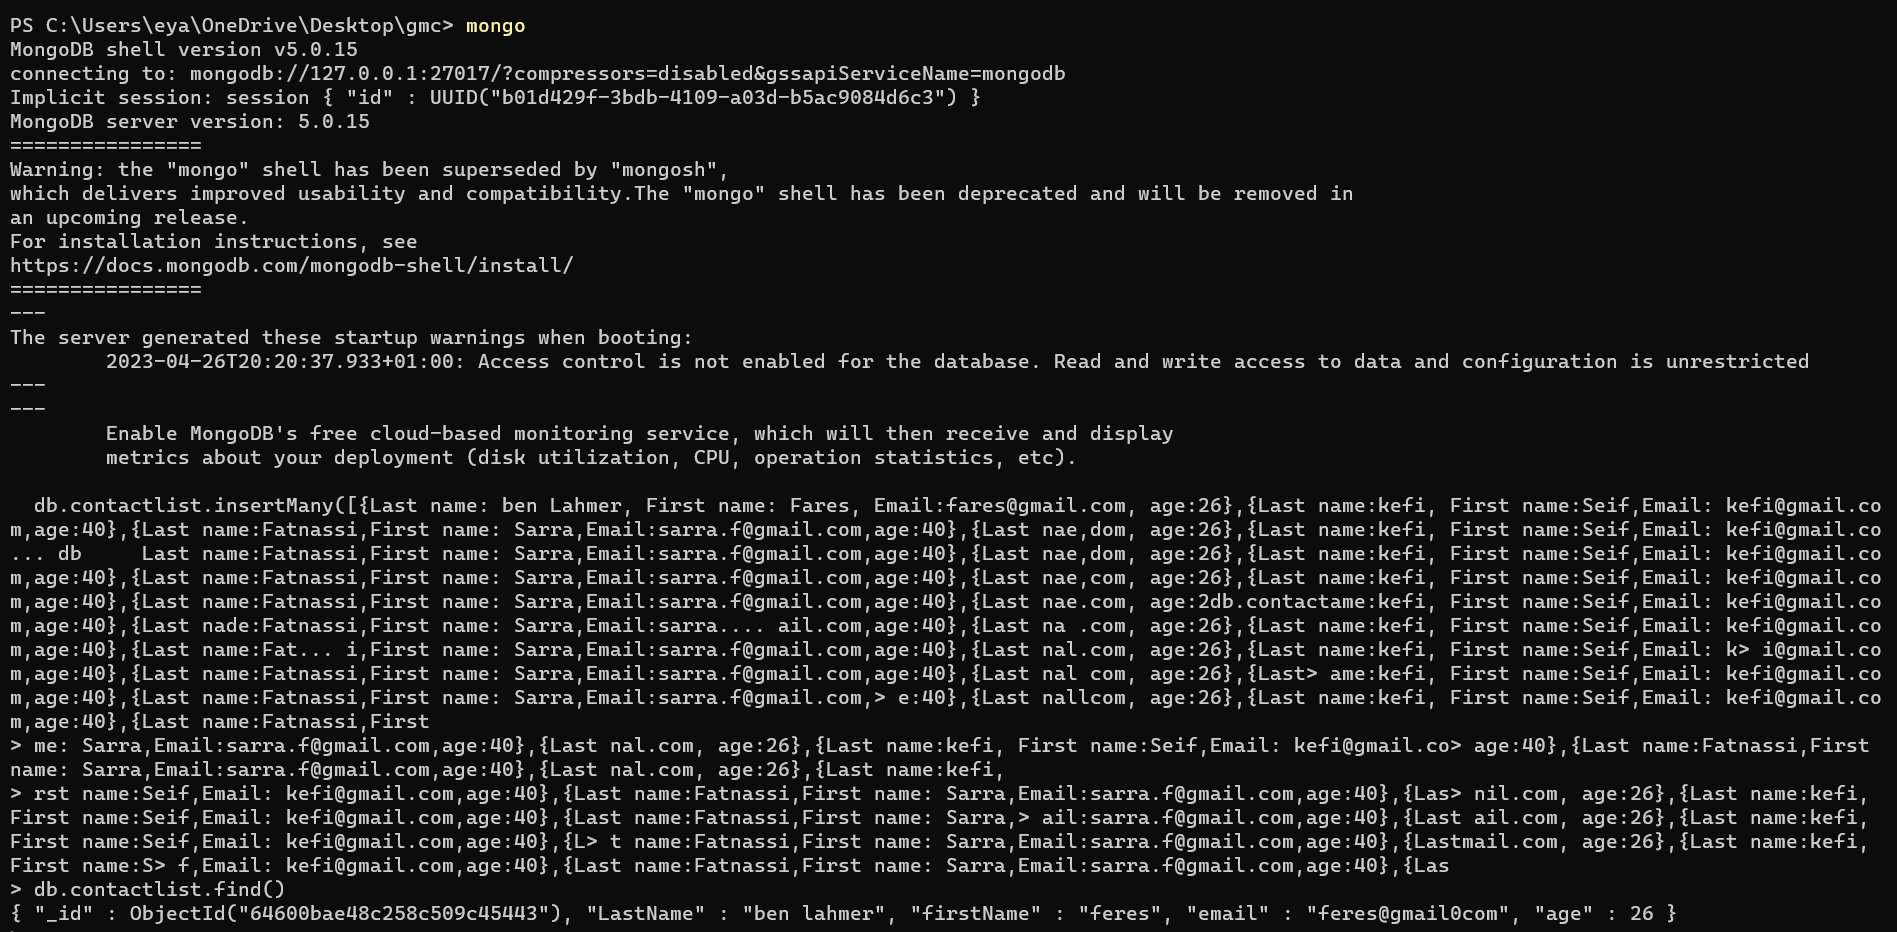 PS C:\Users\eya\OneDrive\Desktop\gmc> mongo
MongoDB shell version v5.0.15
connecting to: mongodb://127.0.0.1:27017/?compressors=disabled&gssapiServiceName=mongodb
Implicit session: session { "id" : UUID("b01d429f-3bdb-4109-a03d-b5ac9084d6c3") }
MongoDB server version: 5.0.15
================
Warning: the "mongo" shell has been superseded by "mongosh",
which delivers improved usability and compatibility.The "mongo" shell has been deprecated and will be removed in
an upcoming release.
For installation instructions, see
https://docs.mongodb.com/mongodb-shell/install/
================
---
The server generated these startup warnings when booting:
        2023-04-26T20:20:37.933+01:00: Access control is not enabled for the database. Read and write access to data and configuration is unrestricted
---
---
        Enable MongoDB's free cloud-based monitoring service, which will then receive and display
        metrics about your deployment (disk utilization, CPU, operation statistics, etc).

  db.contactlist.insertMany([{Last name: ben Lahmer, First name: Fares, Email:fares@gmail.com, age:26},{Last name:kefi, First name:Seif,Email: kefi@gmail.co
m,age:40},{Last name:Fatnassi,First name: Sarra,Email:sarra.f@gmail.com,age:40},{Last nae,dom, age:26},{Last name:kefi, First name:Seif,Email: kefi@gmail.co
... db     Last name:Fatnassi,First name: Sarra,Email:sarra.f@gmail.com,age:40},{Last nae,dom, age:26},{Last name:kefi, First name:Seif,Email: kefi@gmail.co
m,age:40},{Last name:Fatnassi,First name: Sarra,Email:sarra.f@gmail.com,age:40},{Last nae,com, age:26},{Last name:kefi, First name:Seif,Email: kefi@gmail.co
m,age:40},{Last name:Fatnassi,First name: Sarra,Email:sarra.f@gmail.com,age:40},{Last nae.com, age:2db.contactame:kefi, First name:Seif,Email: kefi@gmail.co
m,age:40},{Last nade:Fatnassi,First name: Sarra,Email:sarra.... ail.com,age:40},{Last na .com, age:26},{Last name:kefi, First name:Seif,Email: kefi@gmail.co
m,age:40},{Last name:Fat... i,First name: Sarra,Email:sarra.f@gmail.com,age:40},{Last nal.com, age:26},{Last name:kefi, First name:Seif,Email: k> i@gmail.co
m,age:40},{Last name:Fatnassi,First name: Sarra,Email:sarra.f@gmail.com,age:40},{Last nal com, age:26},{Last> ame:kefi, First name:Seif,Email: kefi@gmail.co
m,age:40},{Last name:Fatnassi,First name: Sarra,Email:sarra.f@gmail.com,> e:40},{Last nallcom, age:26},{Last name:kefi, First name:Seif,Email: kefi@gmail.co
m,age:40},{Last name:Fatnassi,First
> me: Sarra,Email:sarra.f@gmail.com,age:40},{Last nal.com, age:26},{Last name:kefi, First name:Seif,Email: kefi@gmail.co> age:40},{Last name:Fatnassi,First
name: Sarra,Email:sarra.f@gmail.com,age:40},{Last nal.com, age:26},{Last name:kefi,
> rst name:Seif,Email: kefi@gmail.com,age:40},{Last name:Fatnassi,First name: Sarra,Email:sarra.f@gmail.com,age:40},{Las> nil.com, age:26},{Last name:kefi,
First name:Seif,Email: kefi@gmail.com,age:40},{Last name:Fatnassi,First name: Sarra,> ail:sarra.f@gmail.com,age:40},{Last ail.com, age:26},{Last name:kefi,
First name:Seif,Email: kefi@gmail.com,age:40},{L> t name:Fatnassi,First name: Sarra,Email:sarra.f@gmail.com,age:40},{Lastmail.com, age:26},{Last name:kefi,
First name:S> f,Email: kefi@gmail.com,age:40},{Last name:Fatnassi,First name: Sarra,Email:sarra.f@gmail.com,age:40},{Las
> db.contactlist.find()
{ "_id" : ObjectId("64600bae48c258c509c45443"), "LastName" : "ben lahmer", "firstName" : "feres", "email" : "feres@gmail0com", "age" : 26 }